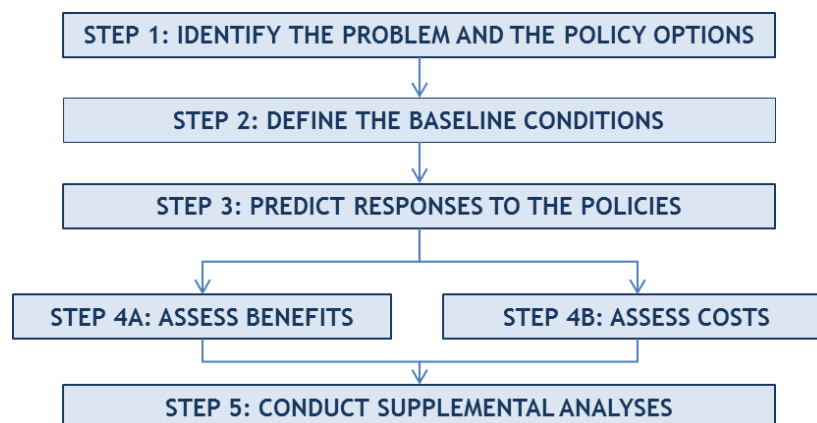 STEP 1: IDENTIFY THE PROBLEM AND THE POLICY OPTIONS
STEP 2: DEFINE THE BASELINE CONDITIONS
STEP 3: PREDICT RESPONSES TO THE POLICIES
STEP 4A: ASSESS BENEFITS
STEP 4B: ASSESS COSTS
STEP 5: CONDUCT SUPPLEMENTAL ANALYSES